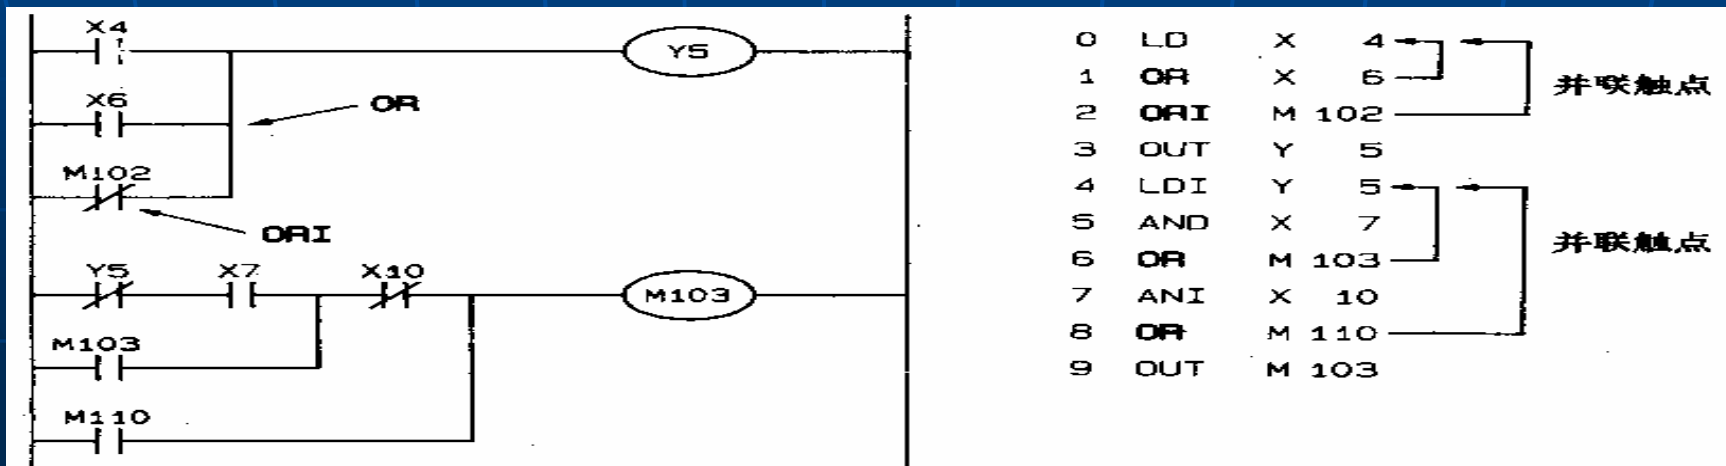 X4
Y5
X6
OR
M102
ORI
Y5 X7 X10
M103
M103
M110
0 LD X 4
1 OR X 6
并联触点
2 ORI M 102
3 OUT Y 5
4 LDI Y 5
5 AND X 7
并联触点
6 OR M 103
7 ANI X 10
8 OR M 110
9 OUT M 103